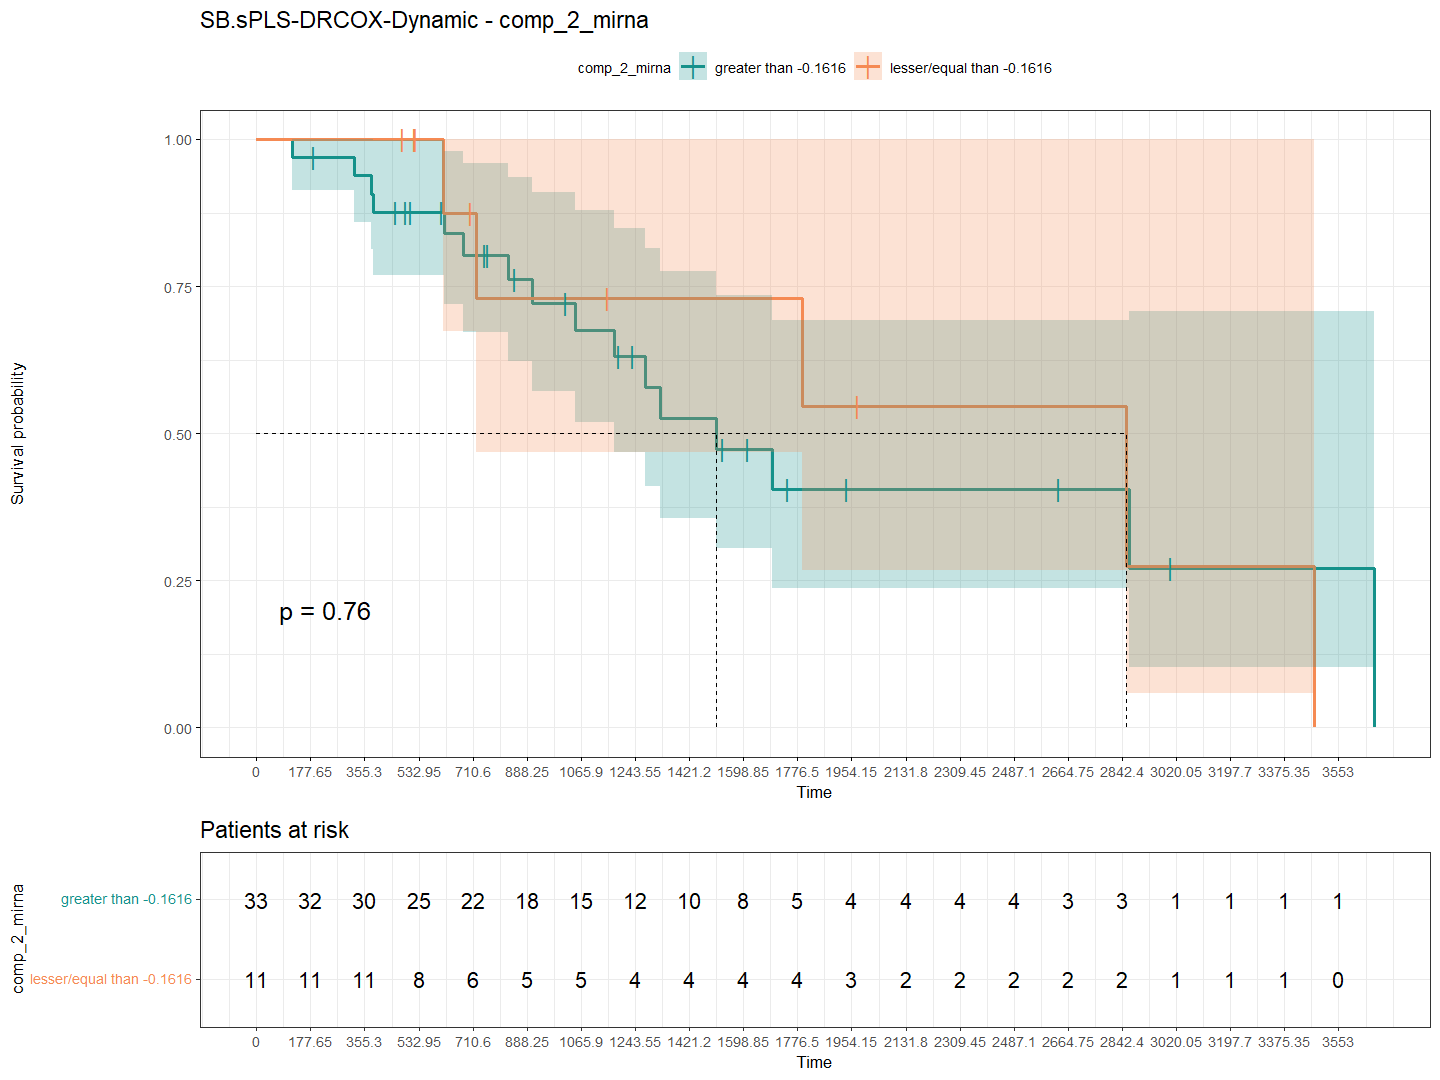 SB.sPLS-DRCOX-Dynamic - comp_2_mirna
comp_2_mirna greater than -0.1616 lesser/equal than -0.1616
Survival probability
1.00
0.75
0.50
0.25
0.00
p = 0.76
0 177.65 355.3 532.95 710.6 888.25 1065.9 1243.55 1421.2 1598.85 1776.5 1954.15 2131.8 2309.45 2487.1 2664.75 2842.4 3020.05 3197.7 3375.35 3553
Time
Patients at risk
comp_2_mirna
greater than -0.1616 33 32 30 25 22 18 15 12 10 8 5 4 4 4 4 3 3 1 1 1 1
lesser/equal than -0.1616 11 11 11 8 6 5 5 4 4 4 4 3 2 2 2 2 2 1 1 1 0
0 177.65 355.3 532.95 710.6 888.25 1065.9 1243.55 1421.2 1598.85 1776.5 1954.15 2131.8 2309.45 2487.1 2664.75 2842.4 3020.05 3197.7 3375.35 3553
Time